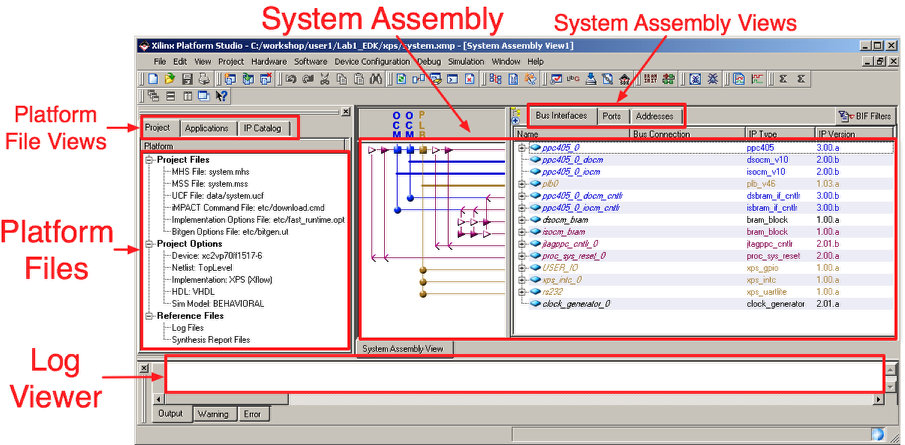 System Assembly
System Assembly Views
Xilinx Platform Studio - C:/workshop/user1/Lab1_EDK/xps/system.xmp - [System Assembly View1]
File Edit View Project Hardware Software Device Configuration Debug Simulation Window Help
Platform
File Views
Project Applications IP Catalog
Platform
Project Files
MHS File: system.mhs
MSS File: system.mss
UCF File: data/system.ucf
iMPACT Command File: etc/download.cmd
Implementation Options File: etc/fast_runtime.opt
Bitgen Options File: etc/bitgen.ut
Project Options
Device: xc2vp70ff1517-6
Netlist: TopLevel
Implementation: XPS (Xflow)
HDL: VHDL
Sim Model: BEHAVIORAL
Reference Files
Log Files
Synthesis Report Files
Platform
Files
O O P
C C L
M M B
Bus Interfaces Ports Addresses
BIF Filters
Name Bus Connection IP Type IP Version
ppc405_0 ppc405 3.00.a
ppc405_0_docm dsocm_v10 2.00.b
ppc405_0_iocm isocm_v10 2.00.b
plb0 plb_v46 1.03.a
ppc405_0_docm_cntlr dsbram_if_cntlr 3.00.b
ppc405_0_iocm_cntlr isbram_if_cntlr 3.00.b
dsocm_bram bram_block 1.00.a
isocm_bram bram_block 1.00.a
jtagppc_cntlr_0 jtagppc_cntlr 2.01.b
proc_sys_reset_0 proc_sys_reset 2.00.a
USER_IO xps_gpio 1.00.a
xps_intc_0 xps_intc 1.00.a
rs232 xps_uartlite 1.00.a
clock_generator_0 clock_generator 2.01.a
System Assembly View
Log
Viewer
Output Warning Error